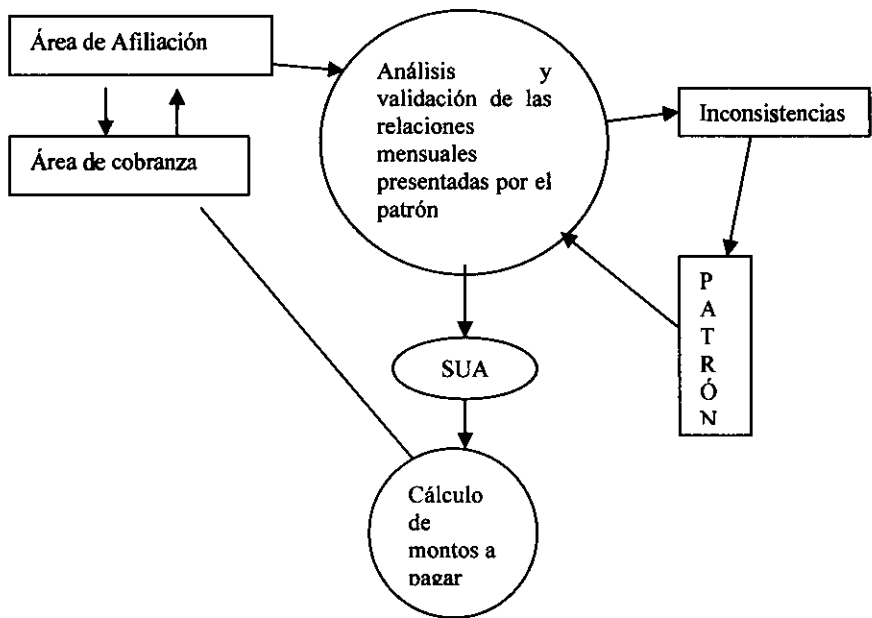 Área de Afiliación
Análisis y
validación de las
relaciones
mensuales
presentadas por el
patrón
Inconsistencias
Área de cobranza
P
A
T
R
Ó
N
SUA
Cálculo
de
montos a
pagar